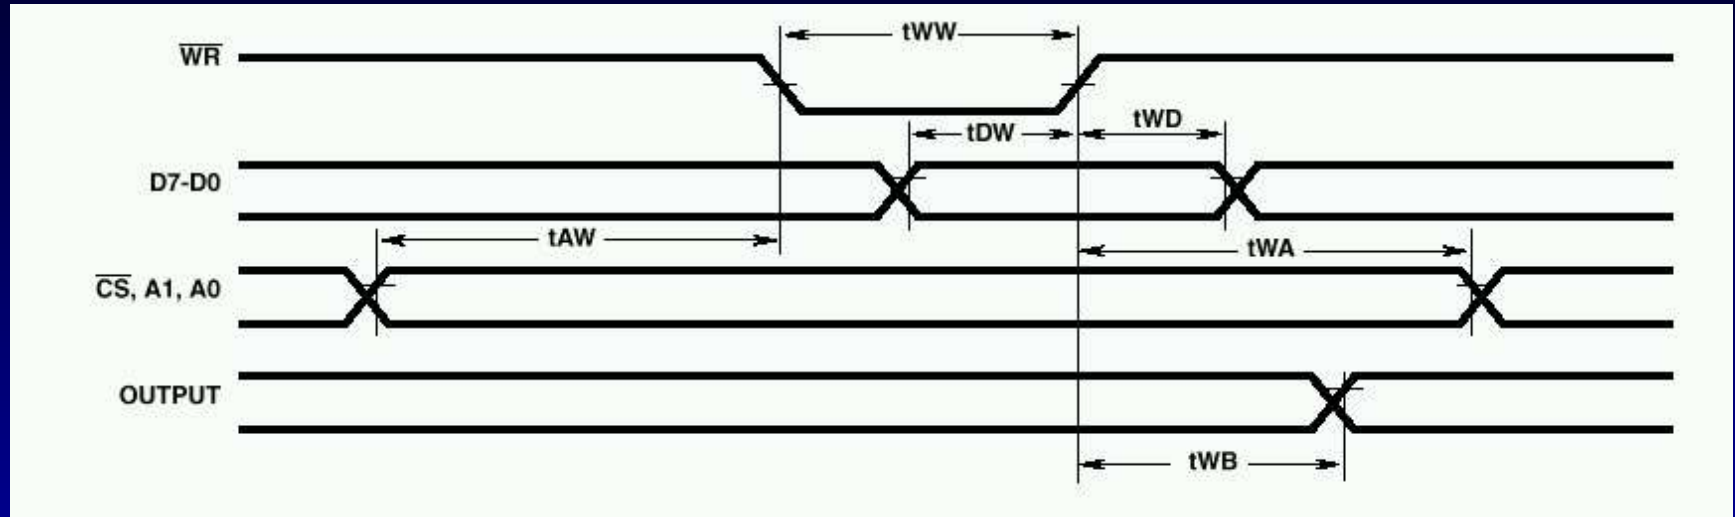 tWW
WR
tDW
tWD
D7-D0
tAW
tWA
CS, A1, A0
OUTPUT
tWB